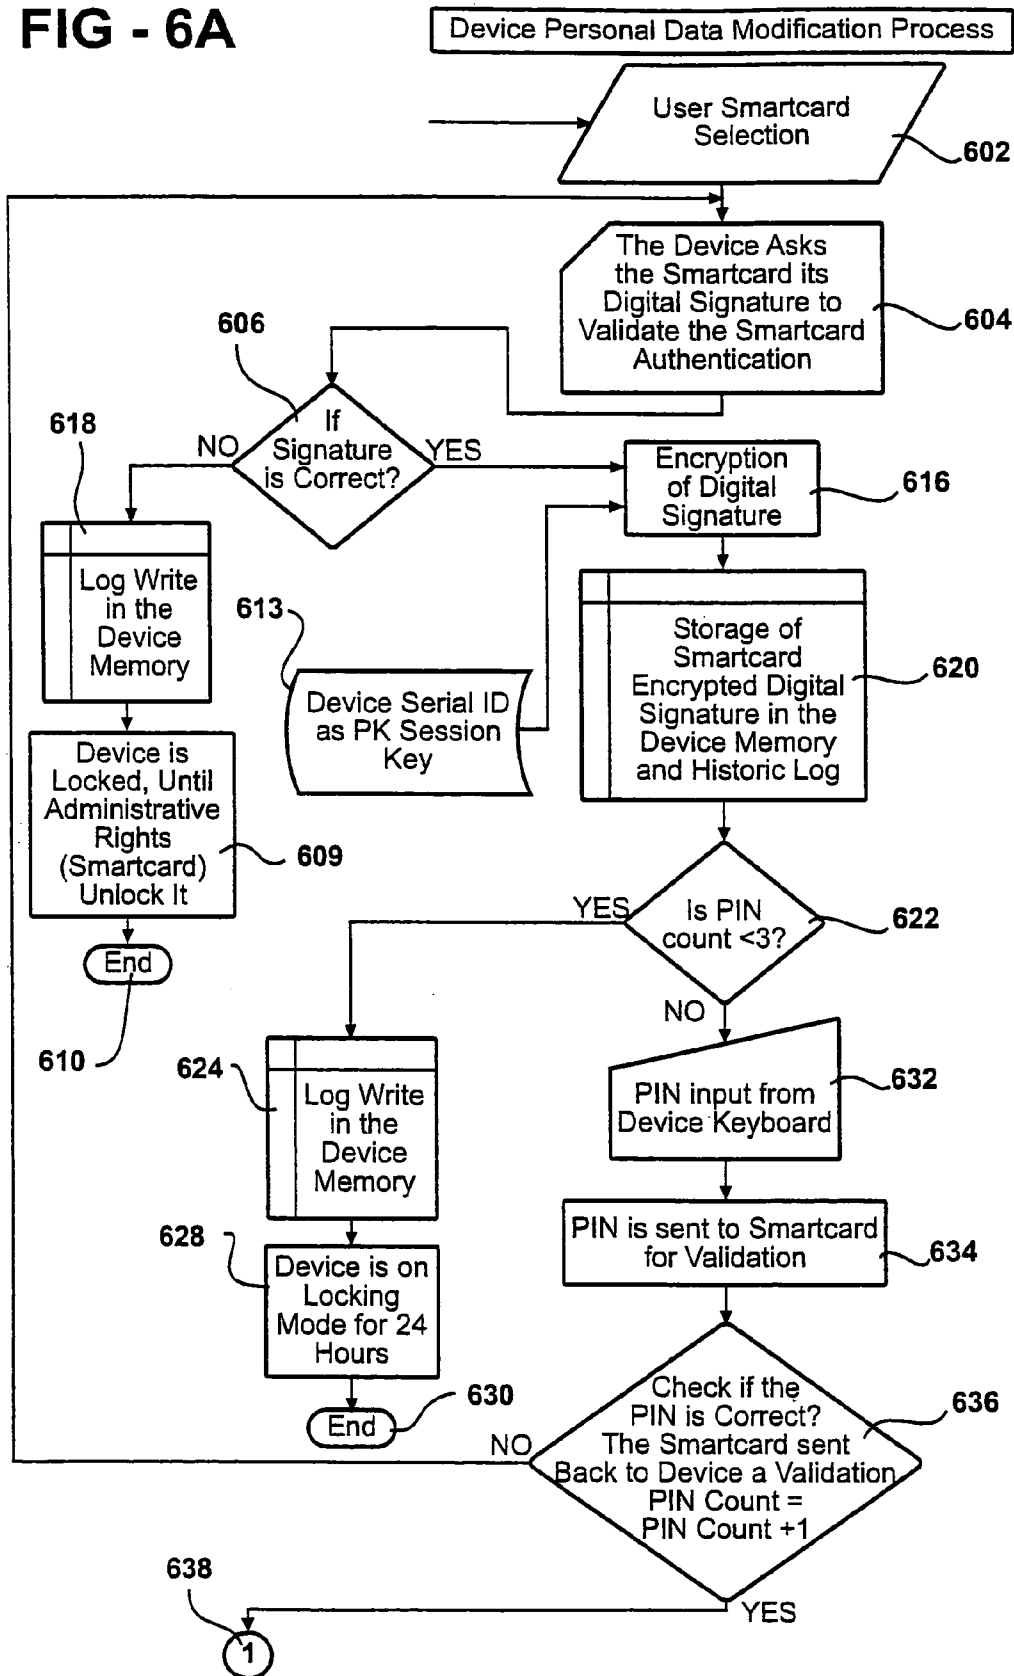 FIG - 6A
Device Personal Data Modification Process
User Smartcard
Selection
602
The Device Asks
the Smartcard its
Digital Signature to
Validate the Smartcard
Authentication
604
606
If
Signature
is Correct?
NO
YES
618
Log Write
in the
Device
Memory
Encryption
of Digital
Signature
616
613
Device Serial ID
as PK Session
Key
Storage of
Smartcard
Encrypted Digital
Signature in the
Device Memory
and Historic Log
620
Device is
Locked, Until
Administrative
Rights
(Smartcard)
Unlock It
609
End
610
Is PIN
count <3?
622
YES
NO
624
Log Write
in the
Device
Memory
PIN input from
Device Keyboard
632
628
Device is on
Locking
Mode for 24
Hours
PIN is sent to Smartcard
for Validation
634
End
630
Check if the
PIN is Correct?
The Smartcard sent
Back to Device a Validation
PIN Count =
PIN Count +1
636
NO
YES
638
1